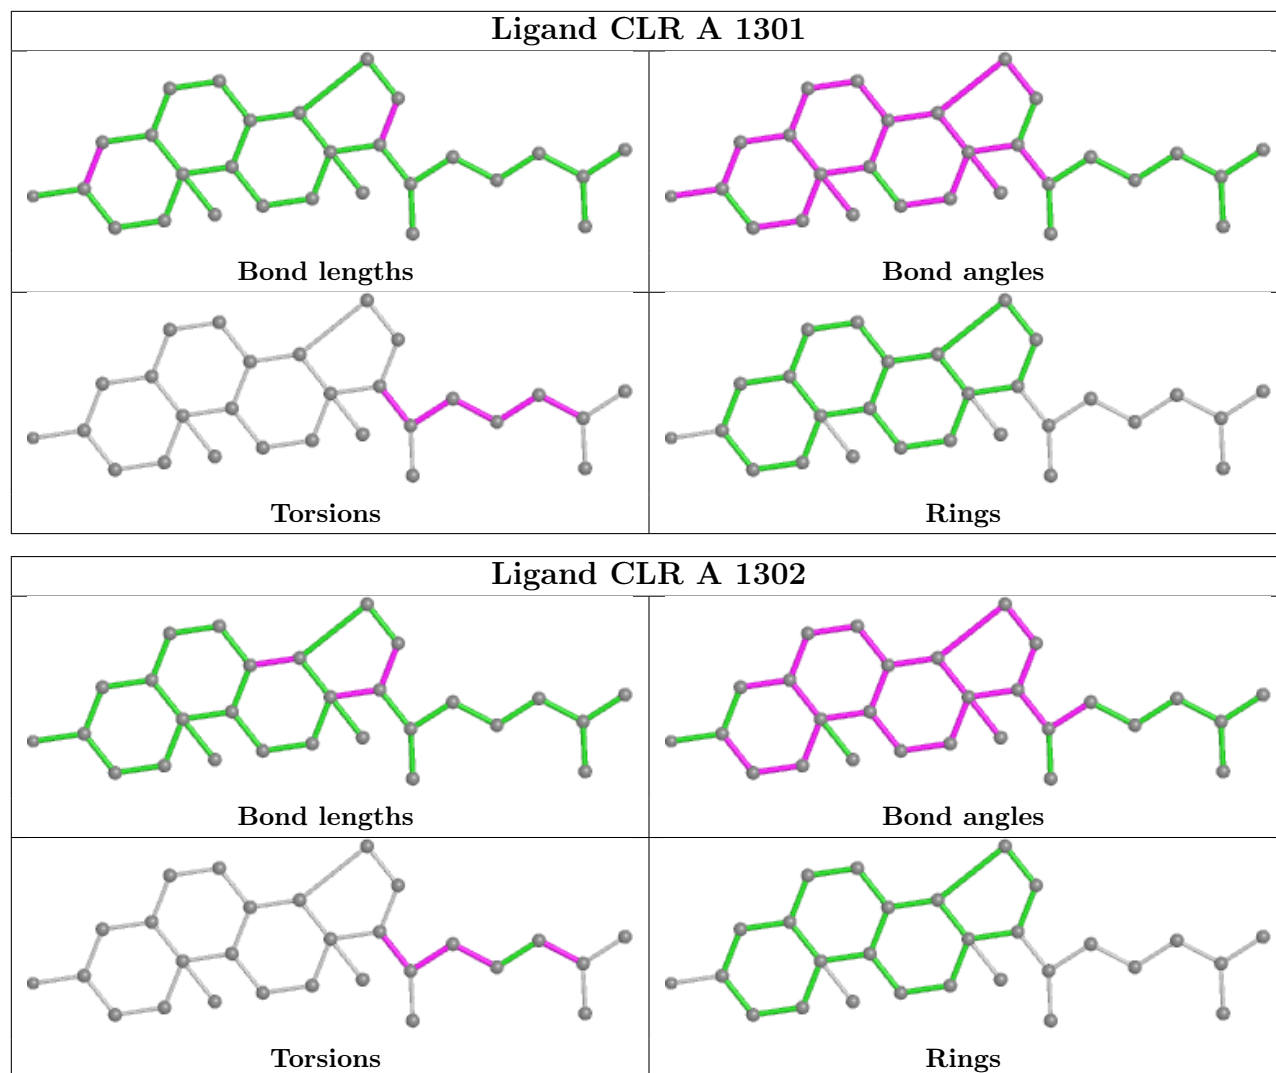 Ligand CLR A 1301
Bond lengths
Bond angles
Torsions
Rings
Ligand CLR A 1302
Bond lengths
Bond angles
Torsions
Rings